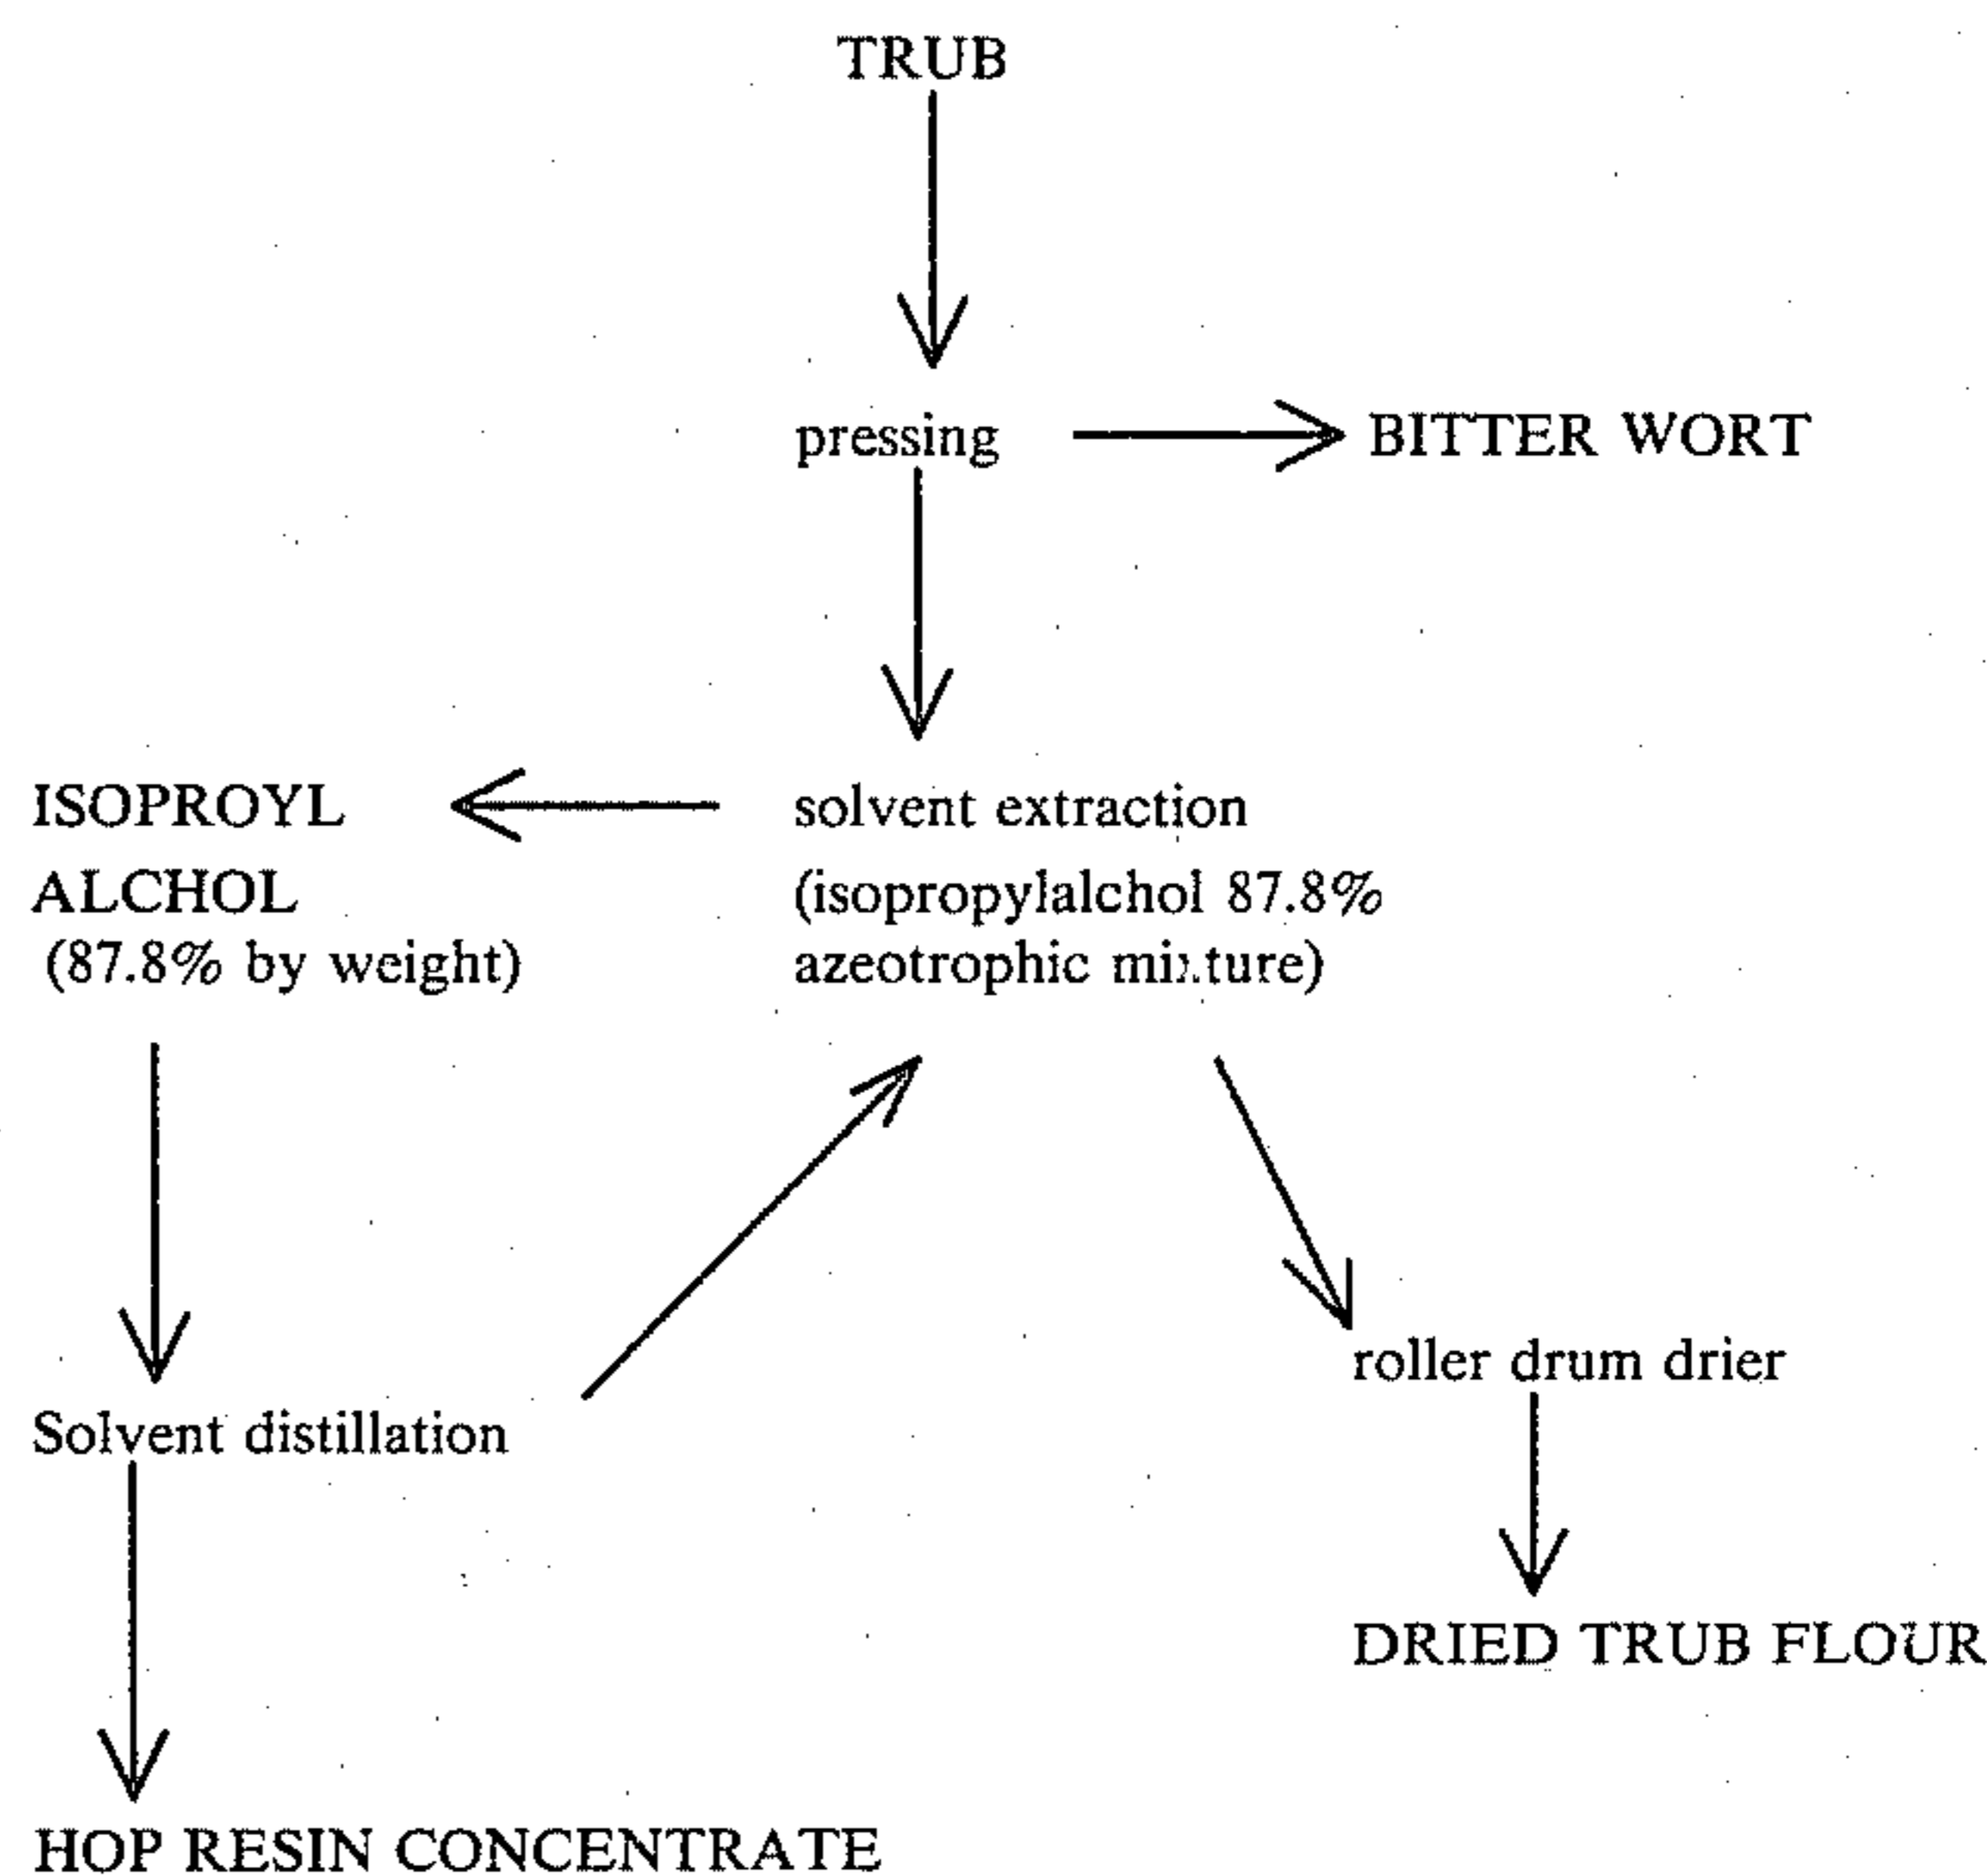 TRUB
pressing
BITTER WORT
ISOPROYL
ALCHOL
(87.8% by weight)
solvent extraction
(isopropylalchol 87.8%
azeotrophic mixture)
Solvent distillation
roller drum drier
DRIED TRUB FLOUR
HOP RESIN CONCENTRATE